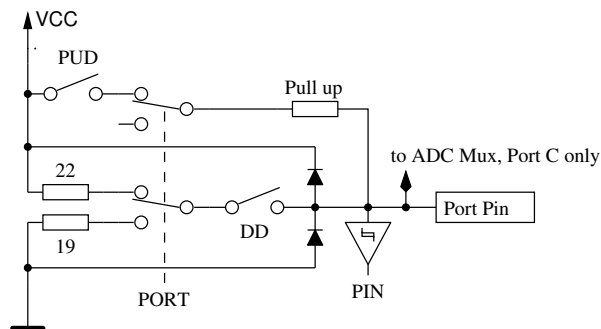 VCC
PUD
Pull up
to ADC Mux, Port C only
22
Port Pin
19
DD
PORT
PIN